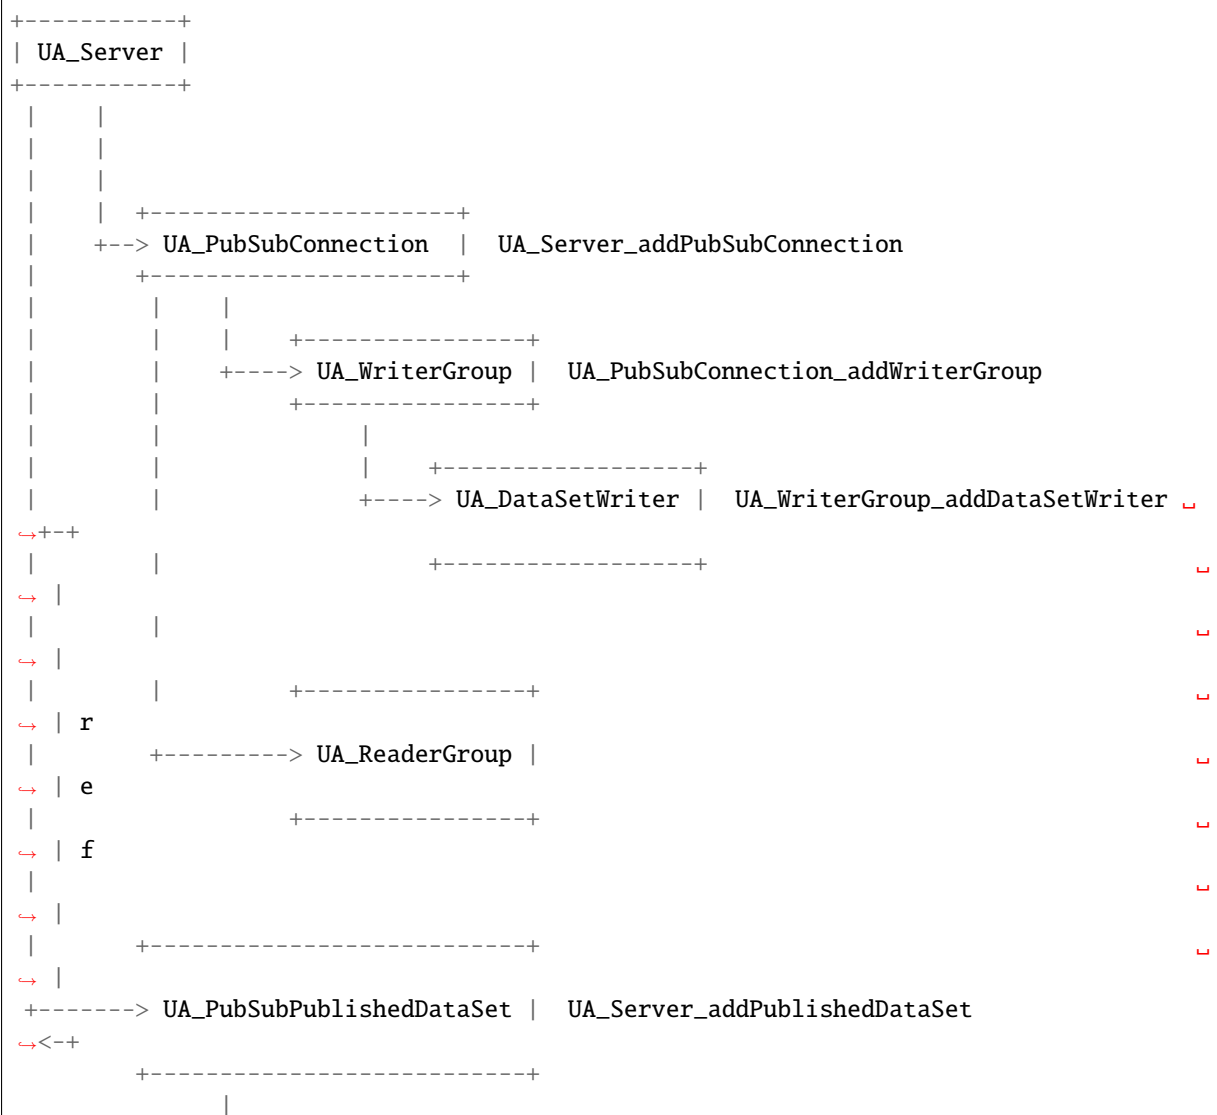 +-----------+
| UA_Server |
+-----------+
 |    |
 |    |
 |    |
 |    |  +----------------------+
 |    +--> UA_PubSubConnection  |  UA_Server_addPubSubConnection
 |       +----------------------+
 |        |    |
 |        |    |    +----------------+
 |        |    +----> UA_WriterGroup |  UA_PubSubConnection_addWriterGroup
 |        |         +----------------+
 |        |              |
 |        |              |    +------------------+
 |        |              +----> UA_DataSetWriter |  UA_WriterGroup_addDataSetWriter ␣
↪+-+
 |        |                   +------------------+                                   ␣
↪ |
 |        |                                                                          ␣
↪ |
 |        |         +----------------+                                               ␣
↪ | r
 |        +---------> UA_ReaderGroup |                                               ␣
↪ | e
 |                  +----------------+                                               ␣
↪ | f
 |                                                                                   ␣
↪ |
 |       +---------------------------+                                               ␣
↪ |
 +-------> UA_PubSubPublishedDataSet |  UA_Server_addPublishedDataSet
↪<-+
         +---------------------------+
               |